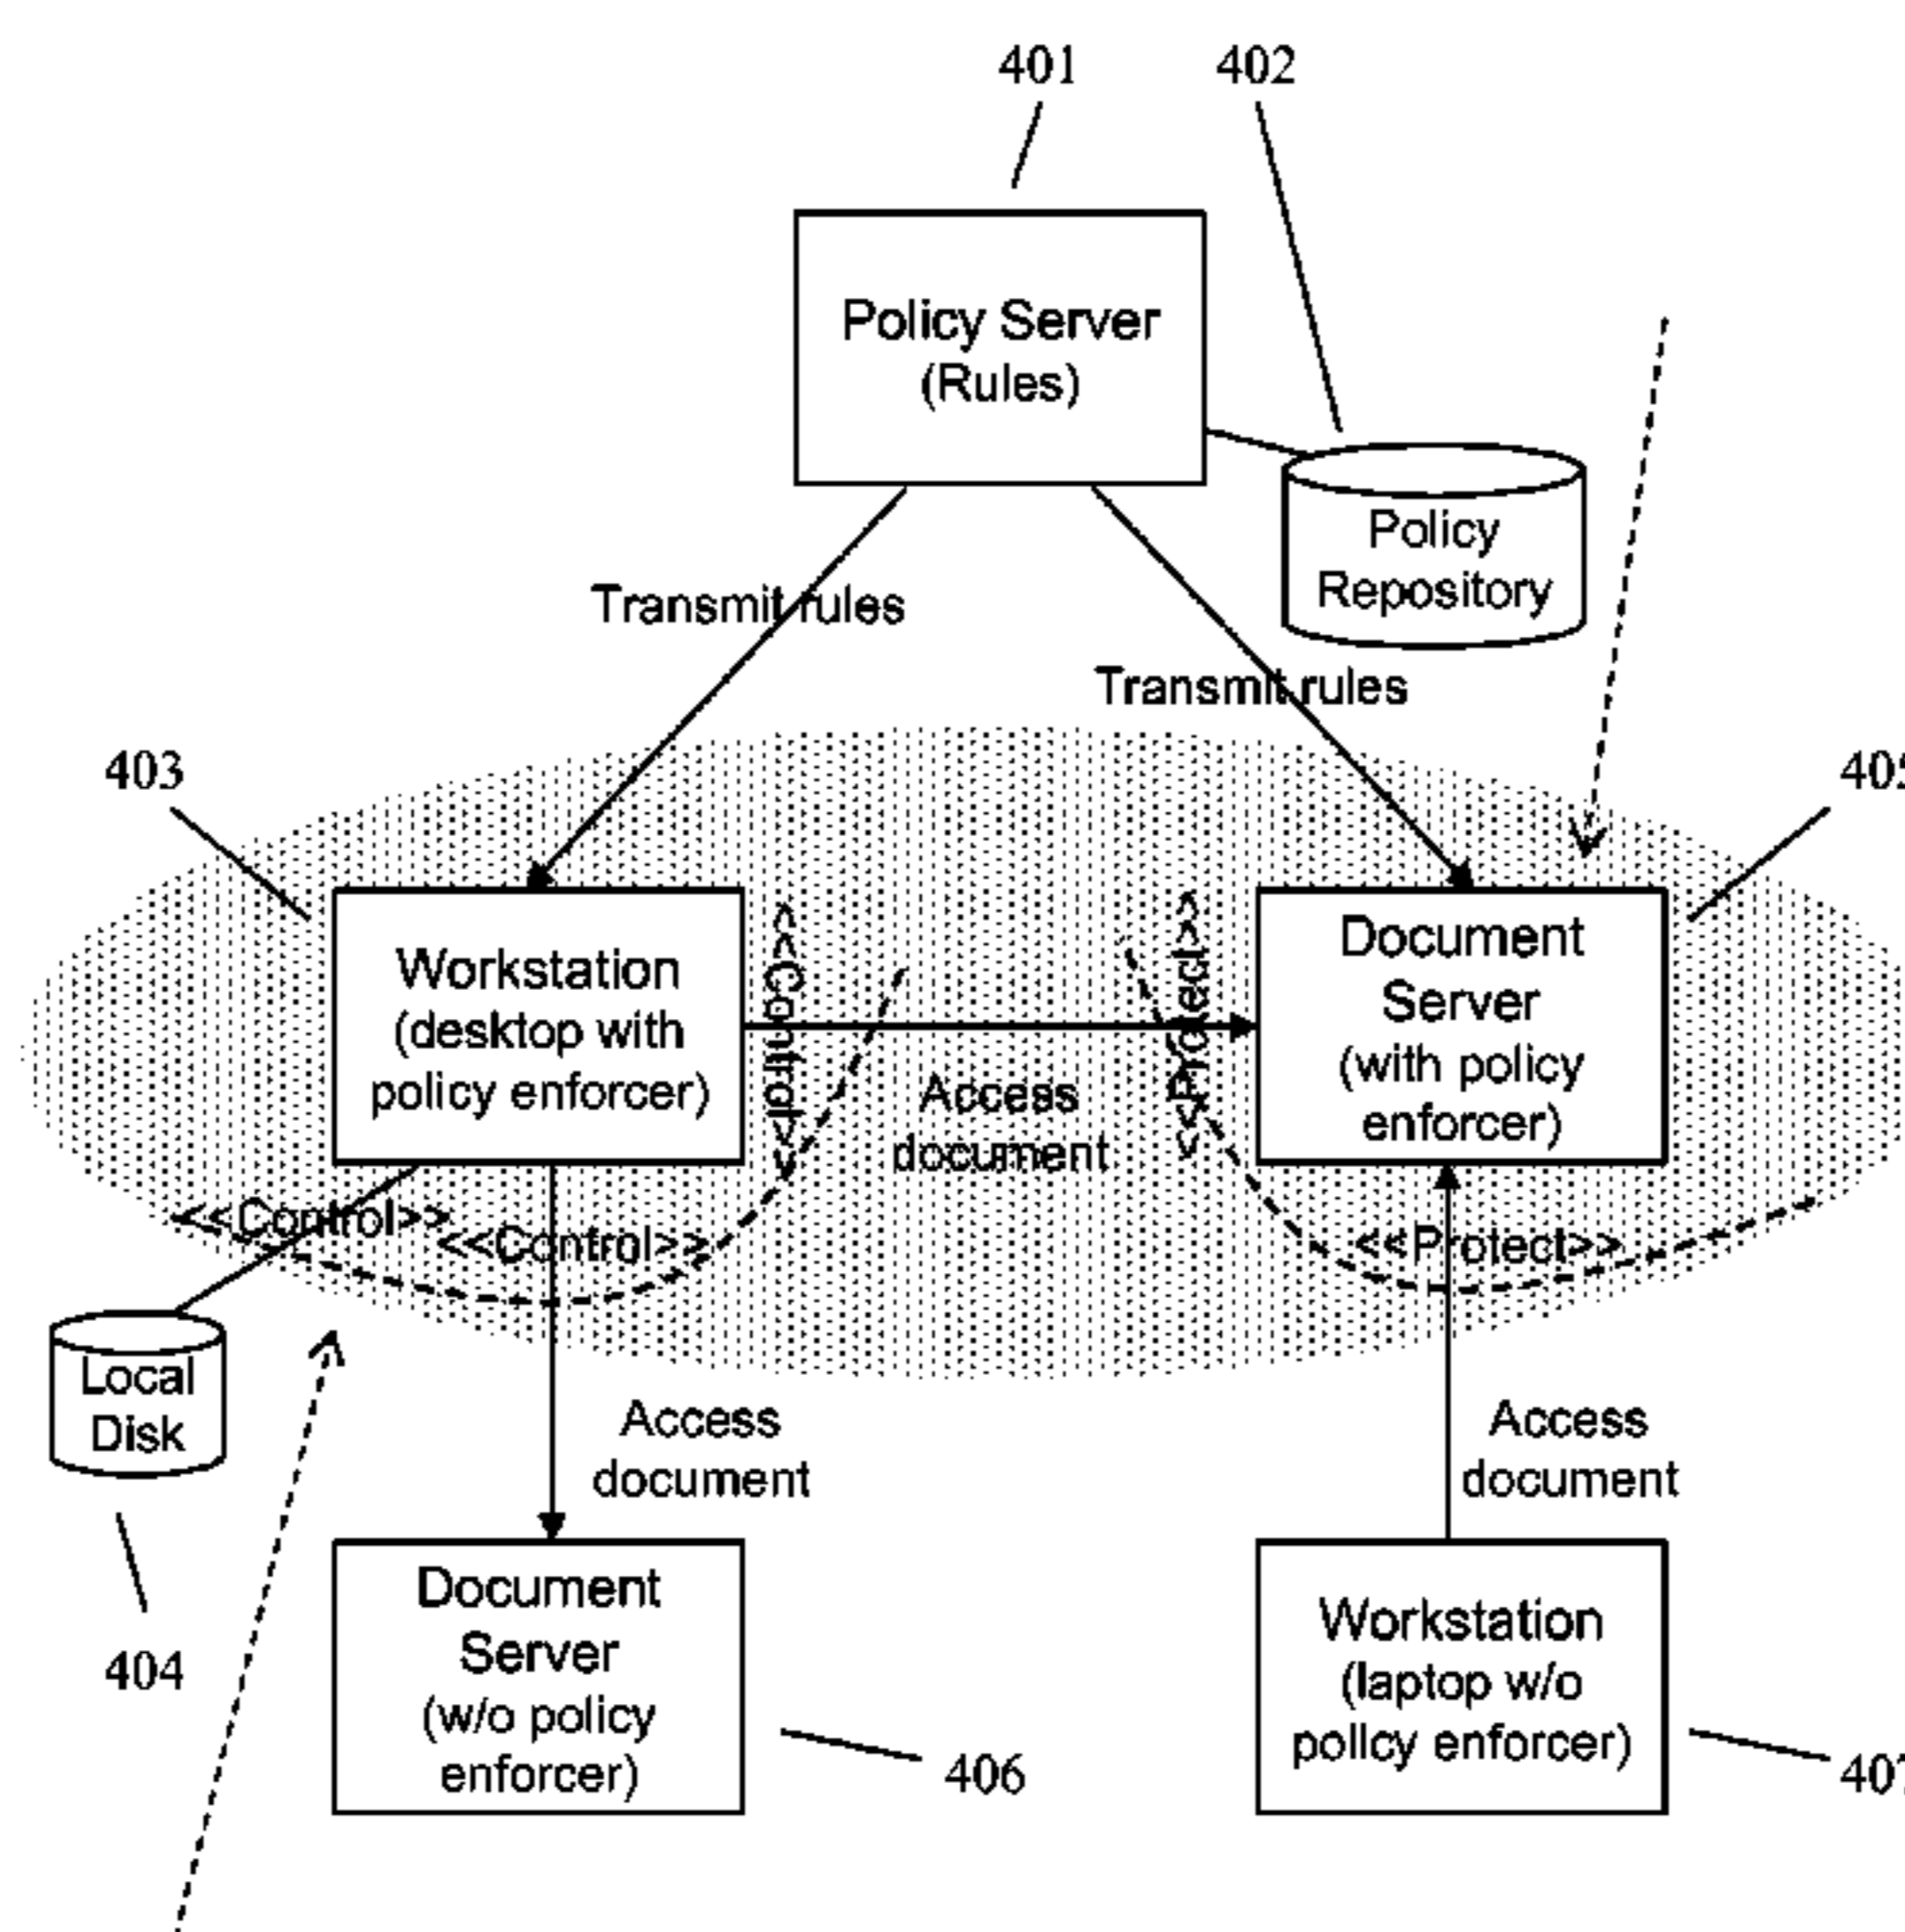 401
402
Policy Server
(Rules)
Policy
Repository
Transmit rules
Transmit rules
403
405
Workstation
(desktop with
policy enforcer)
<<Control>>
<<Protect>>
Document
Server
(with policy
enforcer)
Access
document
<<Control>>
<<Control>>
<<Protect>>
Local
Disk
Access
document
Access
document
404
Document
Server
(w/o policy
enforcer)
406
Workstation
(laptop w/o
policy enforcer)
407